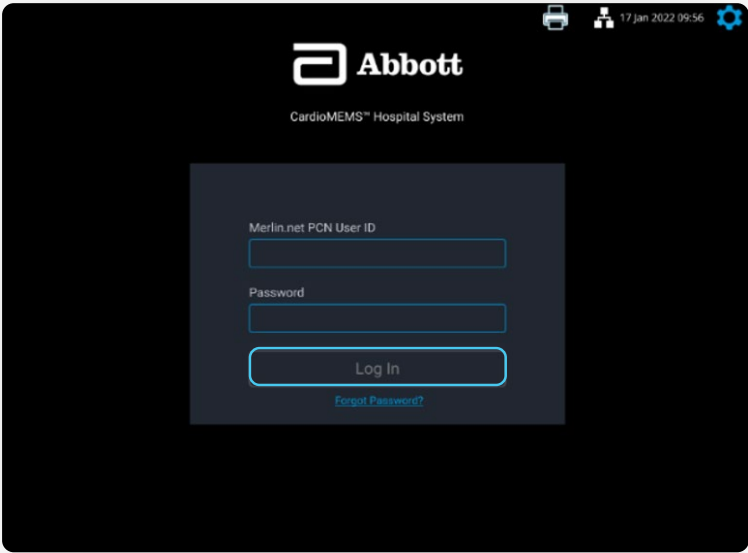 17 Jan 2022 09:56
Abbott
CardioMEMS™ Hospital System
Merlin.net PCN User ID
Password
Log In
Forgot Password?